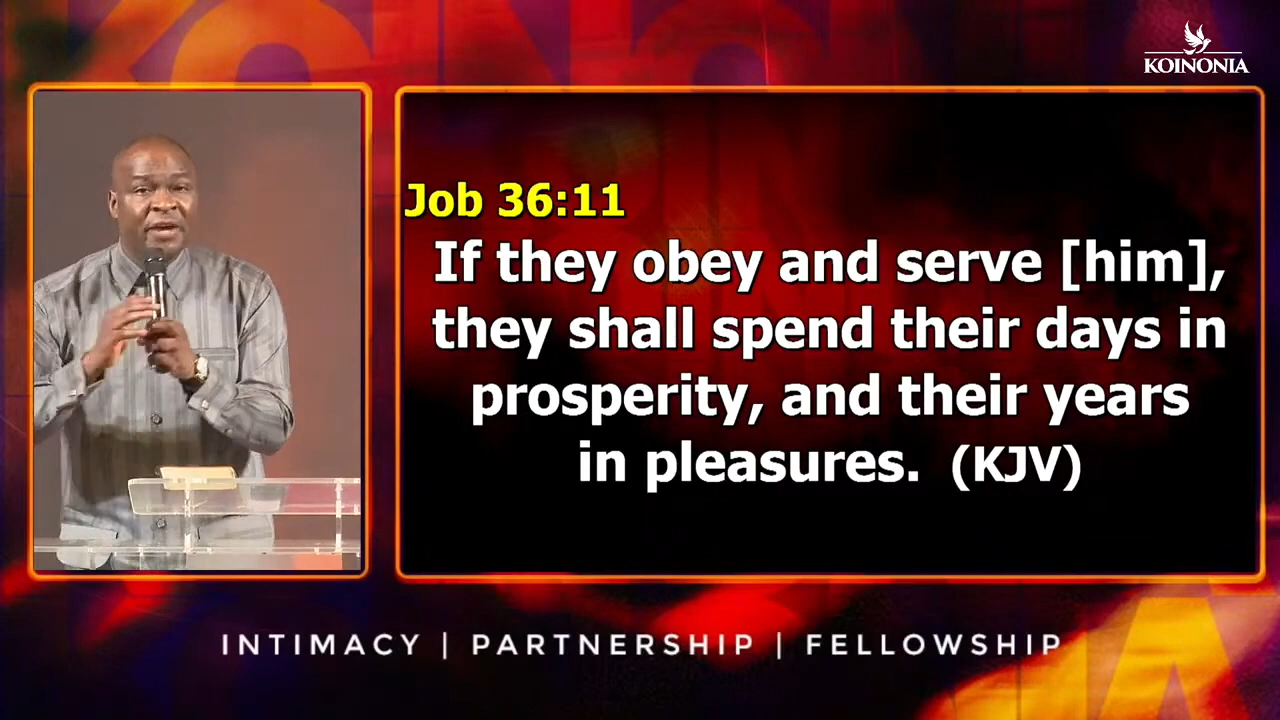 KOINONIA
Job 36:11
If they obey and serve [him],
they shall spend their days in
prosperity, and their years
in pleasures. (KJV)
INTIMACY | PARTNERSHIP | FELLOWSHIP